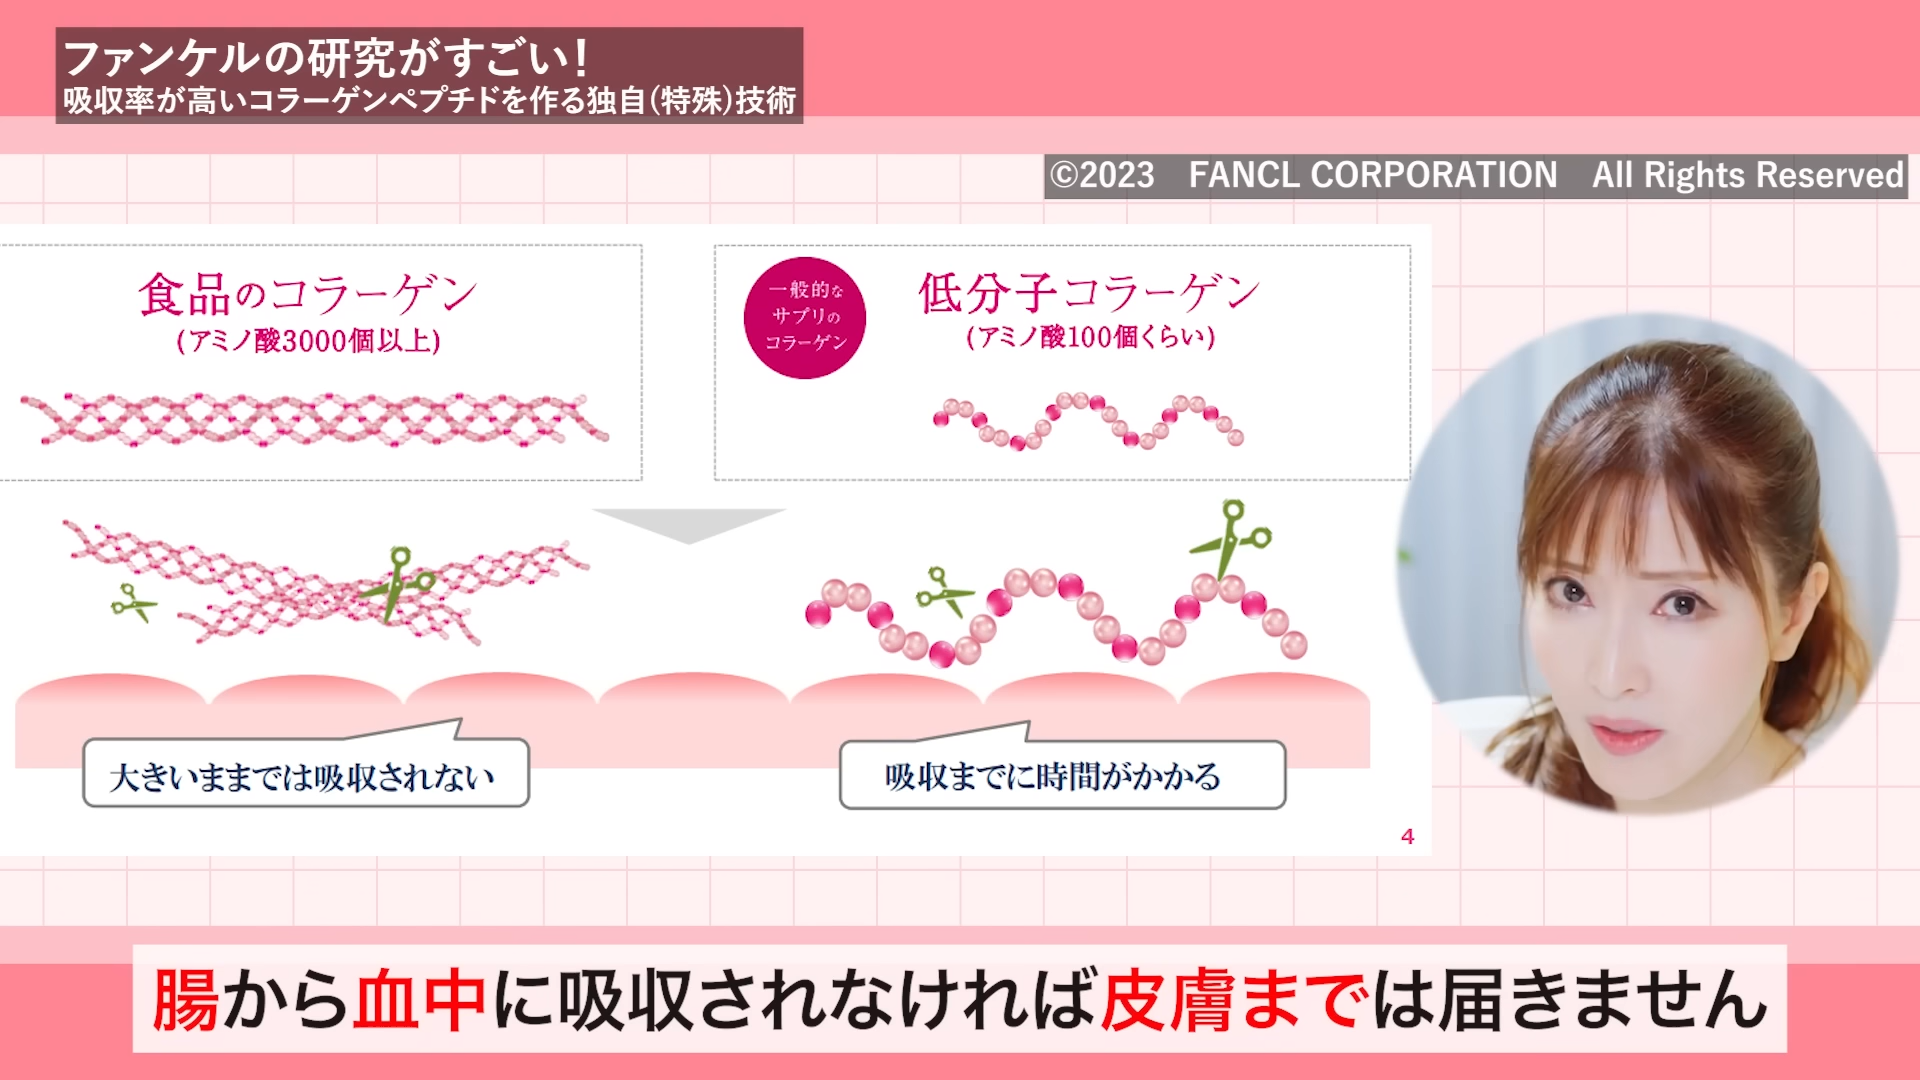 ファンケルの研究がすごい！
吸収率が高いコラーゲンペプチドを作る独自(特殊)技術
©2023 FANCL CORPORATION All Rights Reserved
食品のコラーゲン
(アミノ酸3000個以上)
一般的な
サプリの
コラーゲン
低分子コラーゲン
(アミノ酸100個くらい)
大きいままでは吸収されない
吸収までに時間がかかる
4
腸から血中に吸収されなければ皮膚までは届きません